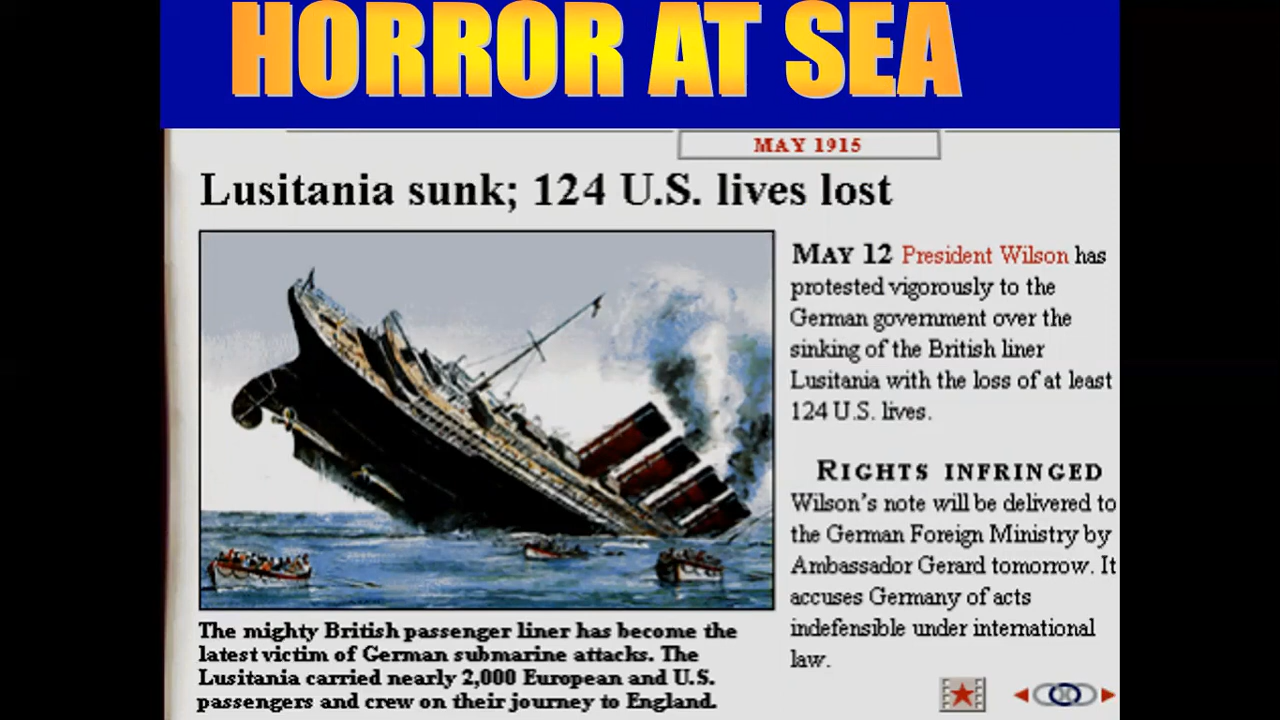 HORROR AT SEA
MAY 1915
Lusitania sunk; 124 U.S. lives lost
MAY 12 President Wilson has
protested vigorously to the
German government over the
sinking of the British liner
Lusitania with the loss of at least
124 U.S. lives.
RIGHTS INFRINGED
Wilson's note will be delivered to
the German Foreign Ministry by
Ambassador Gerard tomorrow. It
accuses Germany of acts
indefensible under international
law.
The mighty British passenger liner has become the
latest victim of German submarine attacks. The
Lusitania carried nearly 2,000 European and U.S.
passengers and crew on their journey to England.